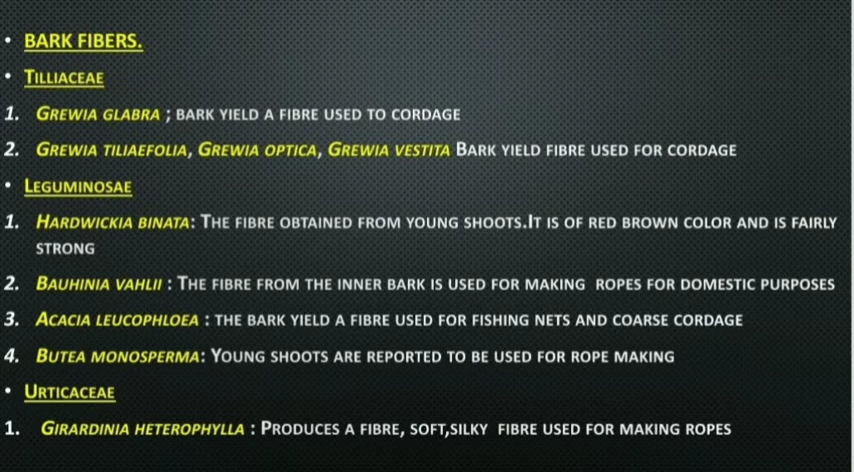 • BARK FIBERS.
• TILLIACEAE
1. GREWIA GLABRA ; BARK YIELD A FIBRE USED TO CORDAGE
2. GREWIA TILIAEFOLIA, GREWIA OPTICA, GREWIA VESTITA BARK YIELD FIBRE USED FOR CORDAGE
• LEGUMINOSAE
1. HARDWICKIA BINATA: THE FIBRE OBTAINED FROM YOUNG SHOOTS.IT IS OF RED BROWN COLOR AND IS FAIRLY
STRONG
2. BAUHINIA VAHLII : THE FIBRE FROM THE INNER BARK IS USED FOR MAKING ROPES FOR DOMESTIC PURPOSES
3. ACACIA LEUCOPHLOEA : THE BARK YIELD A FIBRE USED FOR FISHING NETS AND COARSE CORDAGE
4. BUTEA MONOSPERMA: YOUNG SHOOTS ARE REPORTED TO BE USED FOR ROPE MAKING
• URTICACEAE
1. GIRARDINIA HETEROPHYLLA : PRODUCES A FIBRE, SOFT,SILKY FIBRE USED FOR MAKING ROPES